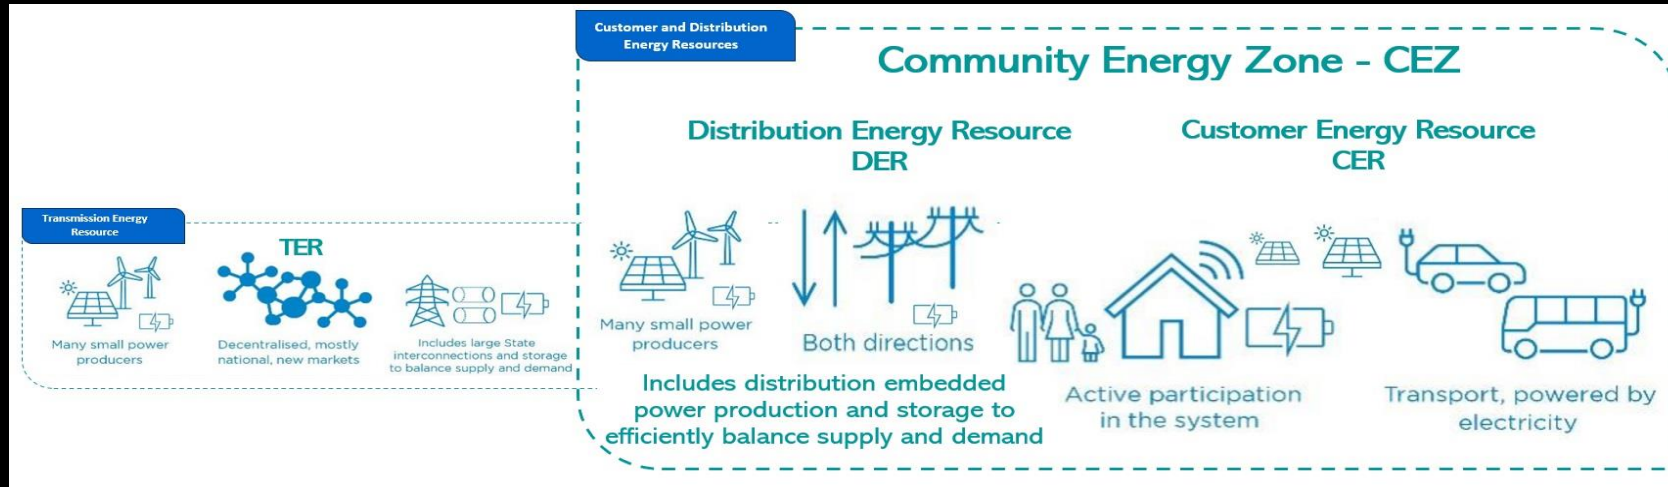 Customer and Distribution
Energy Resources
Community Energy Zone - CEZ
Distribution Energy Resource
DER
Customer Energy Resource
CER
Transmission Energy
Resource
TER
Many small power
producers
Decentralised, mostly
national, new markets
Includes large State
interconnections and storage
to balance supply and demand
Many small power
producers
Both directions
Includes distribution embedded
power production and storage to
efficiently balance supply and demand
Active participation
in the system
Transport, powered by
electricity